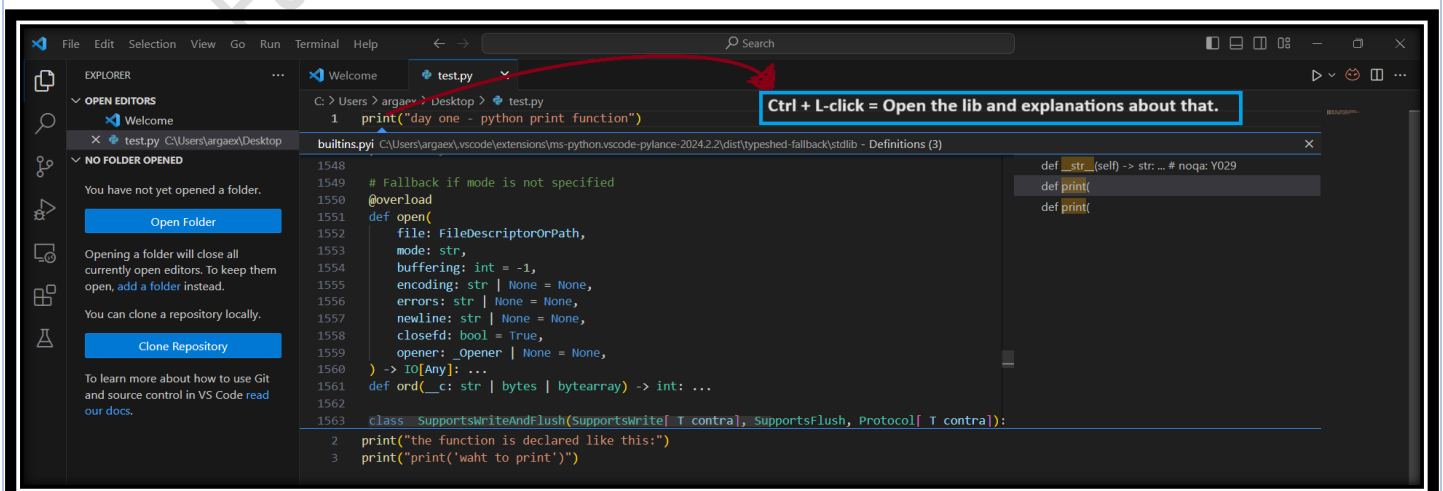 File Edit Selection View Go Run Terminal Help
Search
EXPLORER
OPEN EDITORS
Welcome
test.py C:\Users\argaex\Desktop
NO FOLDER OPENED
You have not yet opened a folder.
Open Folder
Opening a folder will close all
currently open editors. To keep them
open, add a folder instead.
You can clone a repository locally.
Clone Repository
To learn more about how to use Git
and source control in VS Code read
our docs.
Welcome
test.py
C: > Users > argaex > Desktop > test.py
Ctrl + L-click = Open the lib and explanations about that.
1 print("day one - python print function")
builtins.pyi C:\Users\argaex\.vscode\extensions\ms-python.vscode-pylance-2024.2.2\dist\typeshed-fallback\stdlib - Definitions (3)
1548
1549 # Fallback if mode is not specified
1550 @overload
1551 def open(
1552 file: FileDescriptorOrPath,
1553 mode: str,
1554 buffering: int = -1,
1555 encoding: str | None = None,
1556 errors: str | None = None,
1557 newline: str | None = None,
1558 closefd: bool = True,
1559 opener: _Opener | None = None,
1560 ) -> IO[Any]: ...
1561 def ord(__c: str | bytes | bytearray) -> int: ...
1562
1563 class _SupportsWriteAndFlush(SupportsWrite[_T_contra], SupportsFlush, Protocol[_T_contra]):
def __str__(self) -> str: ... # noqa: Y029
def print(
def print(
2 print("the function is declared like this:")
3 print("print('waht to print')")